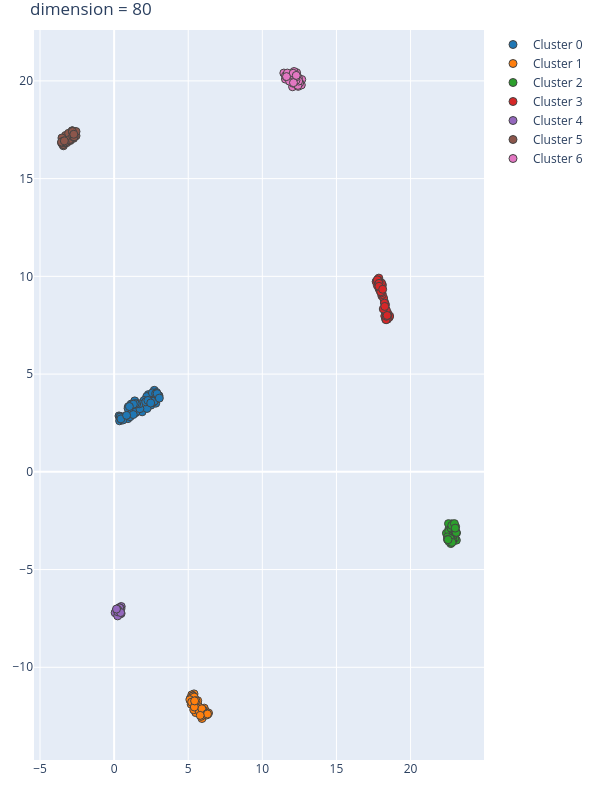 dimension = 80
Cluster 0
Cluster 1
Cluster 2
Cluster 3
Cluster 4
Cluster 5
Cluster 6
20
15
10
5
0
−5
−10
−5 0 5 10 15 20